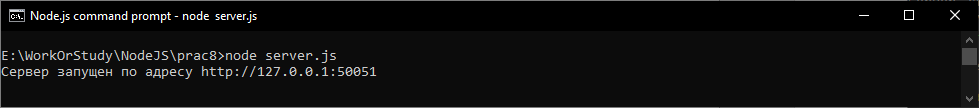 Node.js command prompt - node  server.js
E:\WorkOrStudy\NodeJS\prac8>node server.js
Сервер запущен по адресу http://127.0.0.1:50051